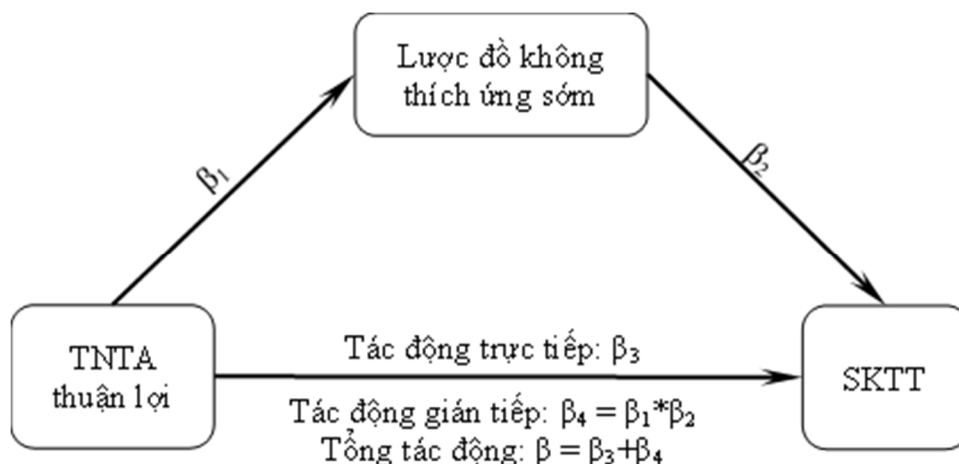 Lược đồ không
thích ứng sớm
β₁
β₂
TNTA
thuận lợi
Tác động trực tiếp: β₃
SKTT
Tác động gián tiếp: β₄ = β₁*β₂
Tổng tác động: β = β₃+β₄